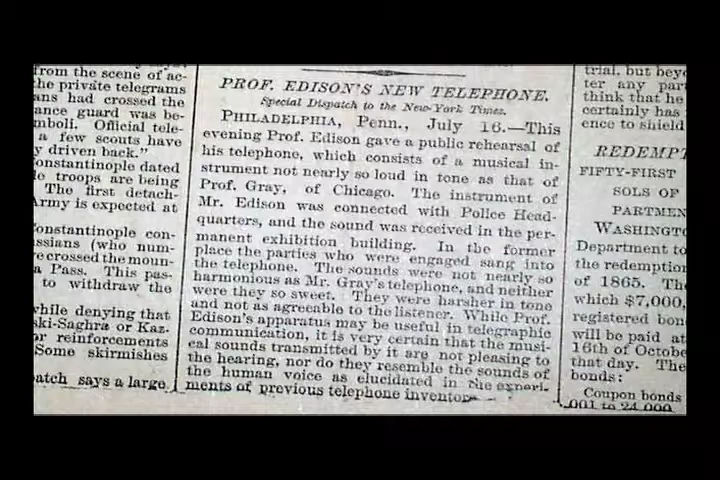 from the scene of ac-
the private telegrams
ans had crossed the
ance guard was be-
mboli. Official tele-
a few scouts have
y driven back."
onstantinople dated
le troops are being
The first detach-
Army is expected at
onstantinople con-
ssians (who num-
e crossed the moun-
a Pass. This pas-
to withdraw the
while denying that
ski-Saghra or Kaz-
or reinforcements
Some skirmishes
patch says a large
PROF. EDISON'S NEW TELEPHONE.
Special Dispatch to the New-York Times.
PHILADELPHIA, Penn., July 16.—This
evening Prof. Edison gave a public rehearsal of
his telephone, which consists of a musical in-
strument not nearly so loud in tone as that of
Prof. Gray, of Chicago. The instrument of
Mr. Edison was connected with Police Head-
quarters, and the sound was received in the per-
manent exhibition building. In the former
place the parties who were engaged sang into
the telephone. The sounds were not nearly so
harmonious as Mr. Gray's telephone, and neither
were they so sweet. They were harsher in tone
and not as agreeable to the listener. While Prof.
Edison's apparatus may be useful in telegraphic
communication, it is very certain that the musi-
cal sounds transmitted by it are not pleasing to
the hearing, nor do they resemble the sounds of
the human voice as elucidated in the experi-
ments of previous telephone inventors
trial, but beyo
ter any par
think that he
certainly has
ence to shield
REDEMPT
FIFTY-FIRST
SOLS OF
PARTMEN
WASHINGTO
Department to
the redemption
of 1865. The
which $7,000,
registered bon
will be paid at
16th of Octobe
that day. The
bonds:
Coupon bonds
001 to 24,000